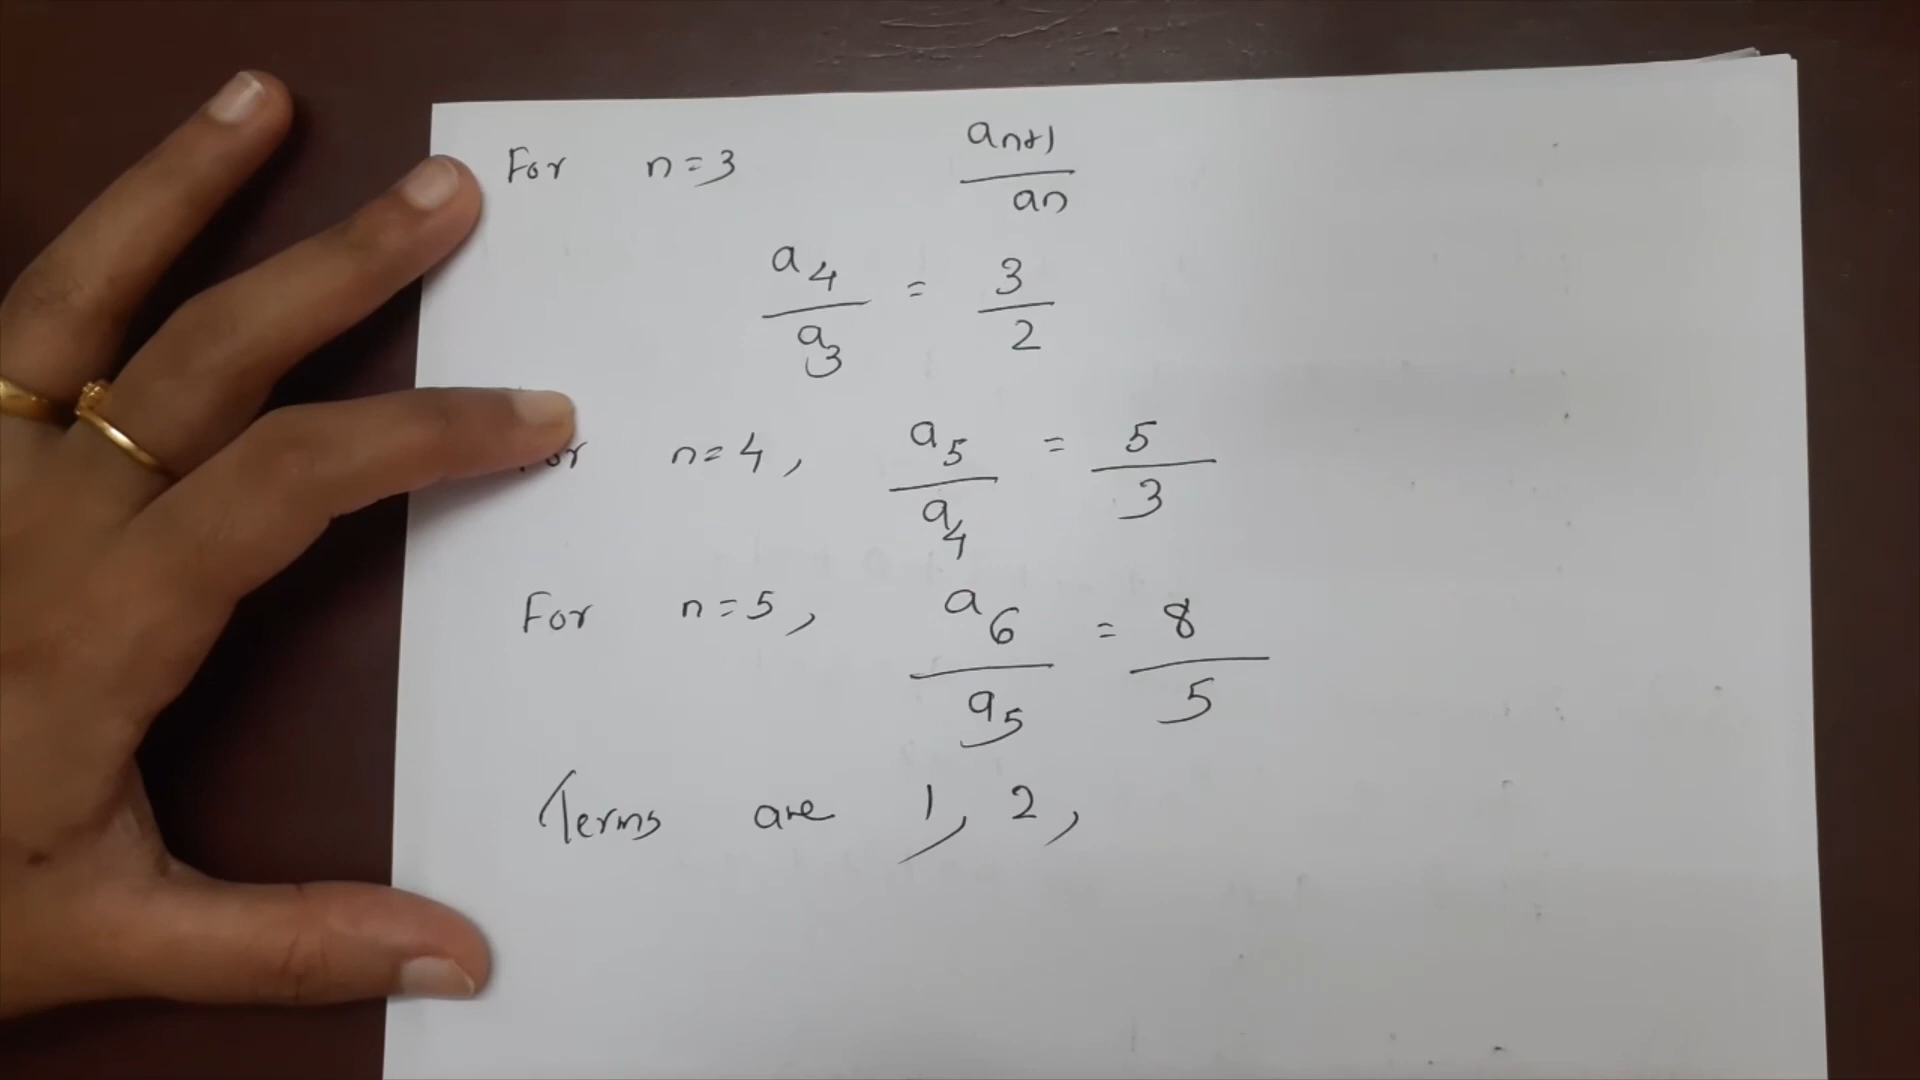 For n=3 an+1/an
a4/a3 = 3/2
n=4, a5/a4 = 5/3
For n=5, a6/a5 = 8/5
Terms are 1, 2,